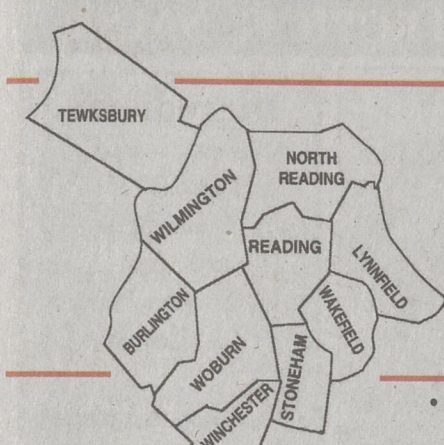 TEWKSBURY
NORTH
READING
WILMINGTON
READING
LYNNFIELD
BURLINGTON
WAKEFIELD
WOBURN
STONEHAM
WINCHESTER